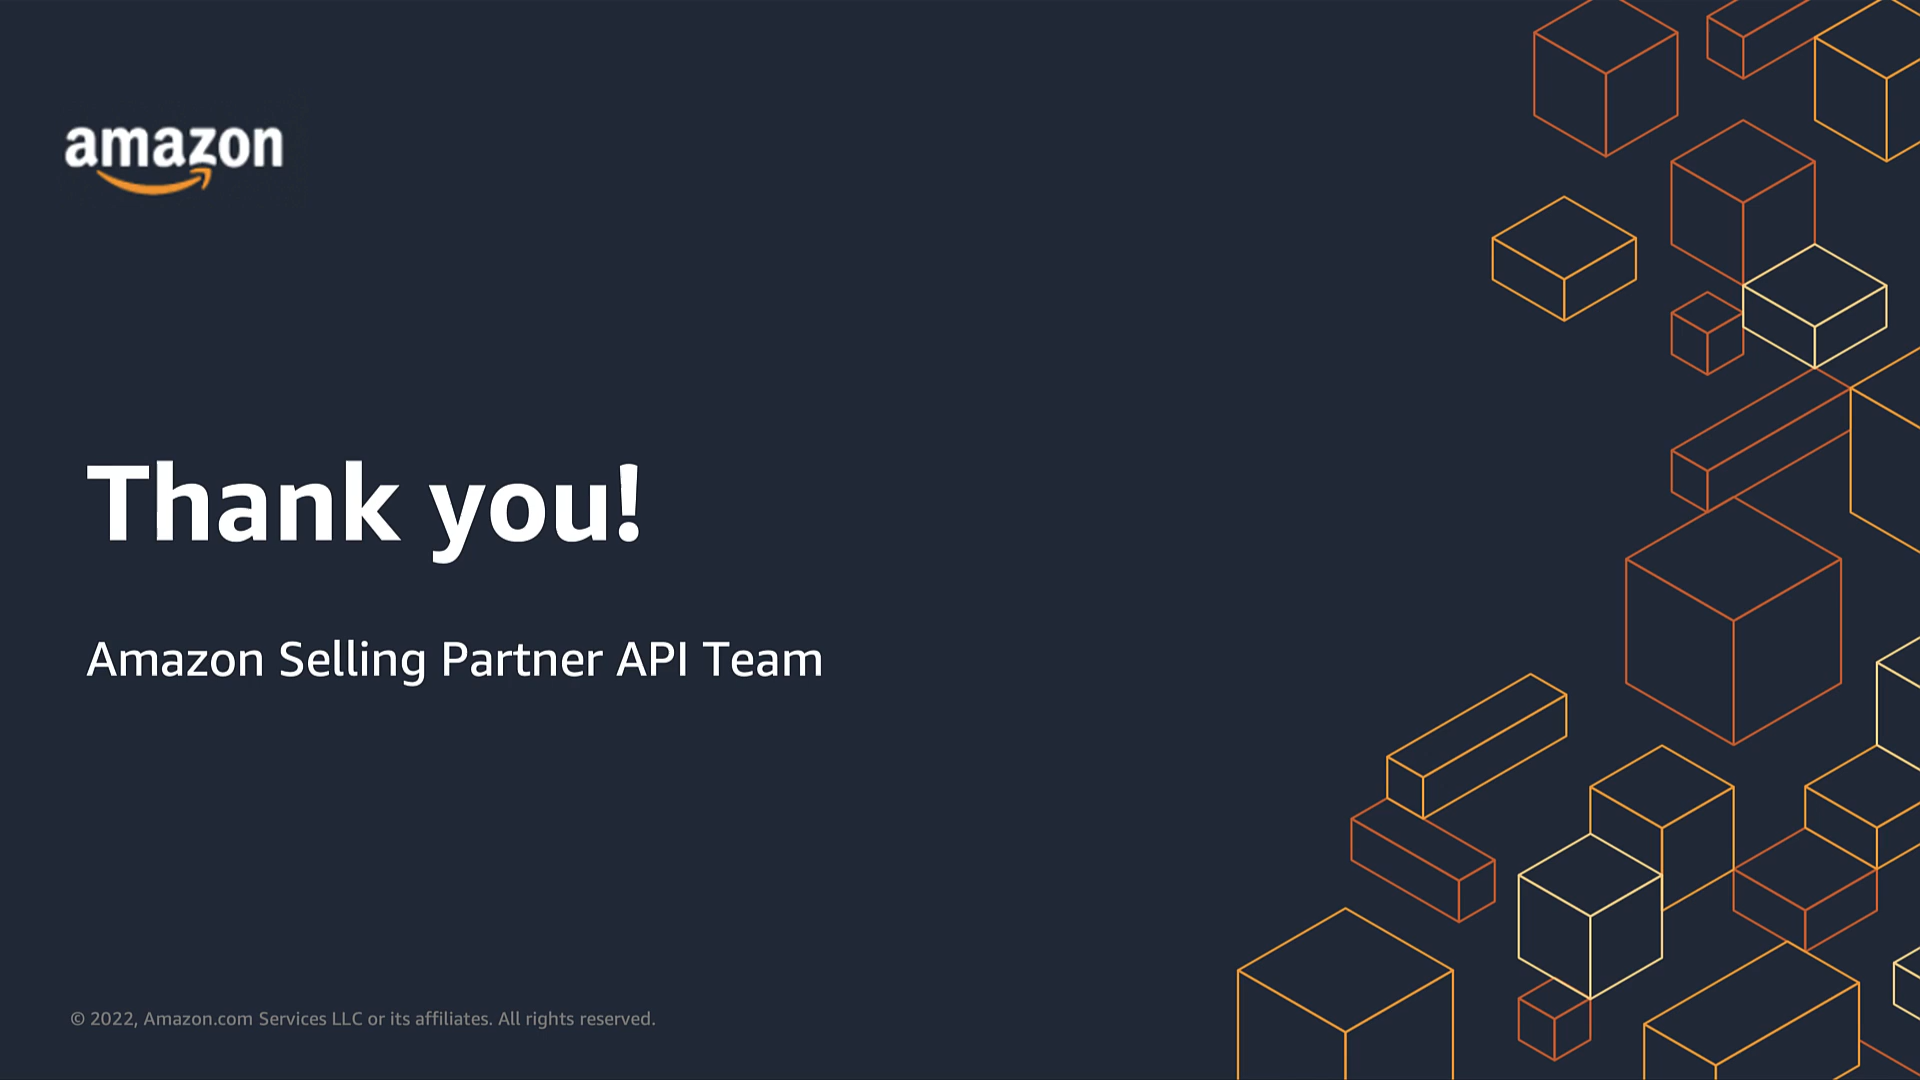 amazon
Thank you!
Amazon Selling Partner API Team
© 2022, Amazon.com Services LLC or its affiliates. All rights reserved.